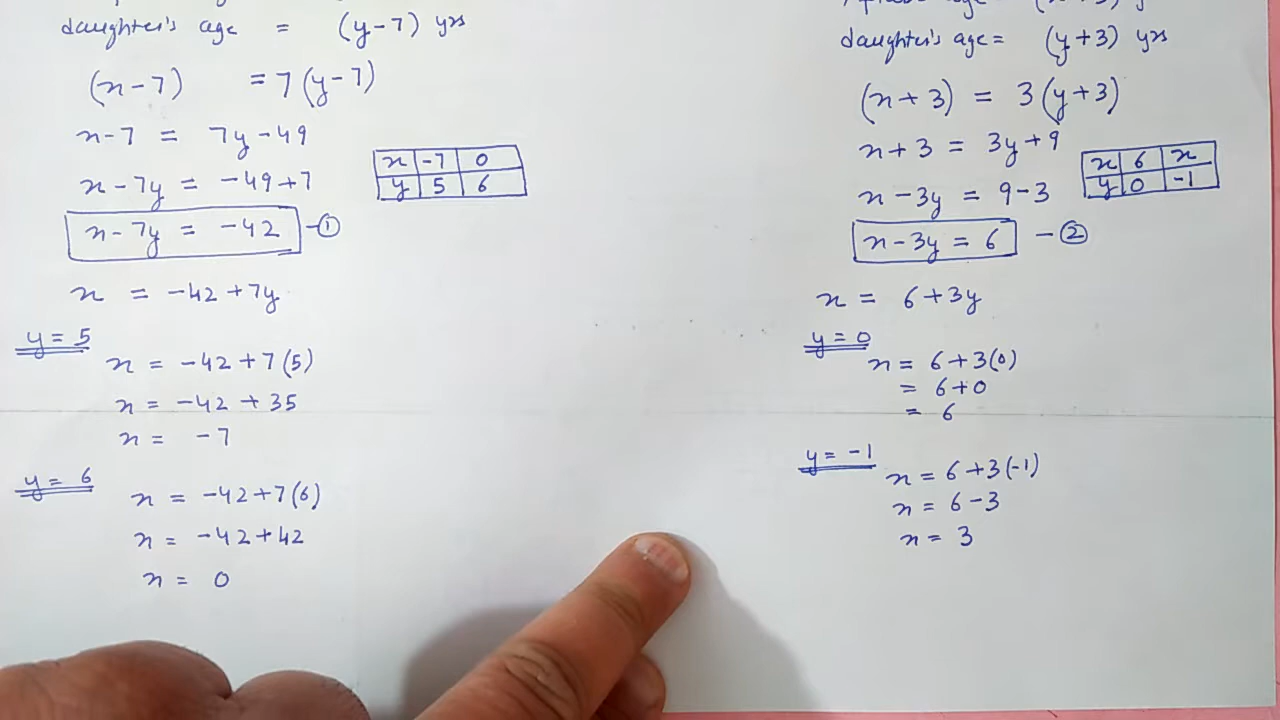 daughter's age = (y-7) yrs
(x-7) = 7(y-7)
x-7 = 7y-49
x-7y = -49+7
x-7y = -42 -①
x -7 0
y 5 6
x = -42+7y
y = 5
x = -42+7(5)
x = -42+35
x = -7
y = 6
x = -42+7(6)
x = -42+42
x = 0
daughter's age = (y+3) yrs
(x+3) = 3(y+3)
x+3 = 3y+9
x-3y = 9-3
x-3y = 6 -②
x 6 x
y 0 -1
x = 6+3y
y = 0
x = 6+3(0)
= 6+0
= 6
y = -1
x = 6+3(-1)
x = 6-3
x = 3